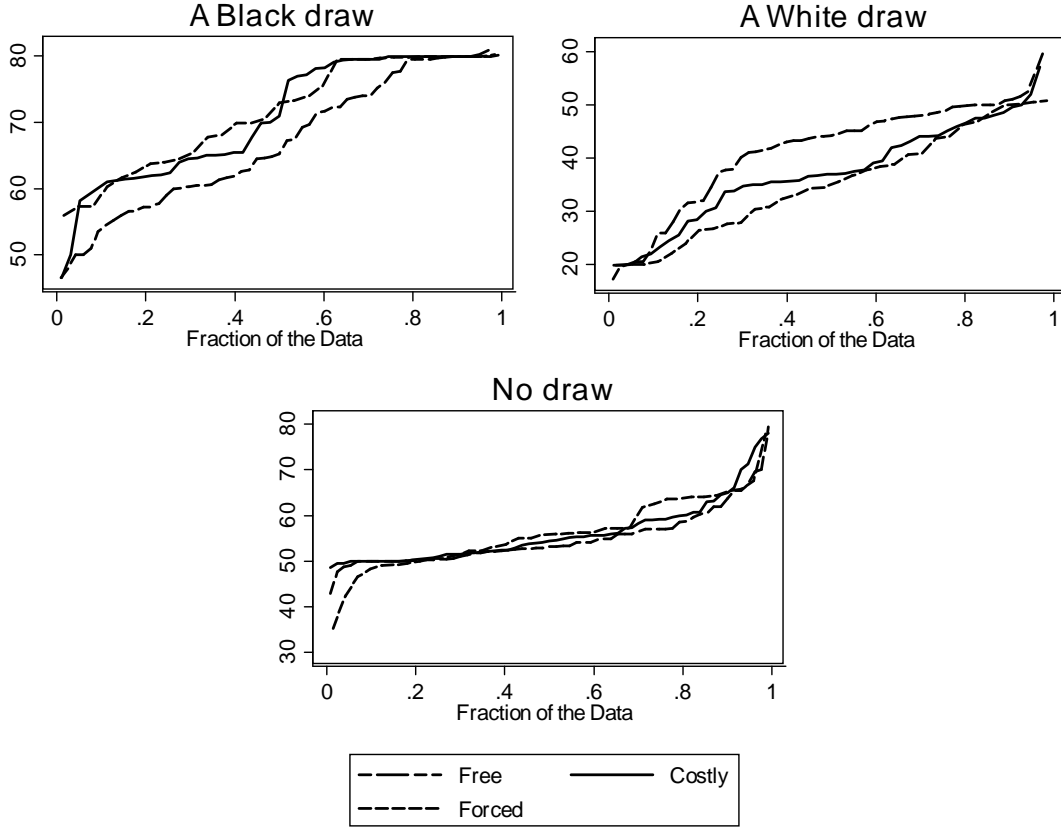 A Black draw
80
70
60
50
0 .2 .4 .6 .8 1
Fraction of the Data
A White draw
60
50
40
30
20
0 .2 .4 .6 .8 1
Fraction of the Data
No draw
80
70
60
50
40
30
0 .2 .4 .6 .8 1
Fraction of the Data
Free Costly
Forced